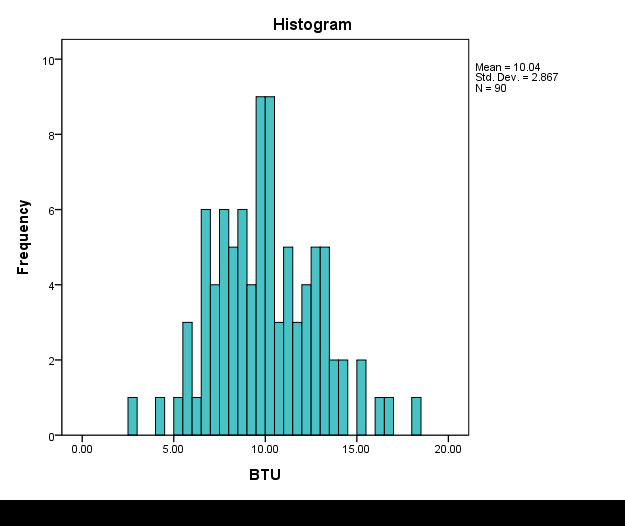 Histogram
Mean = 10.04
Std. Dev. = 2.867
N = 90
10
8
6
4
2
0
Frequency
0.00 5.00 10.00 15.00 20.00
BTU